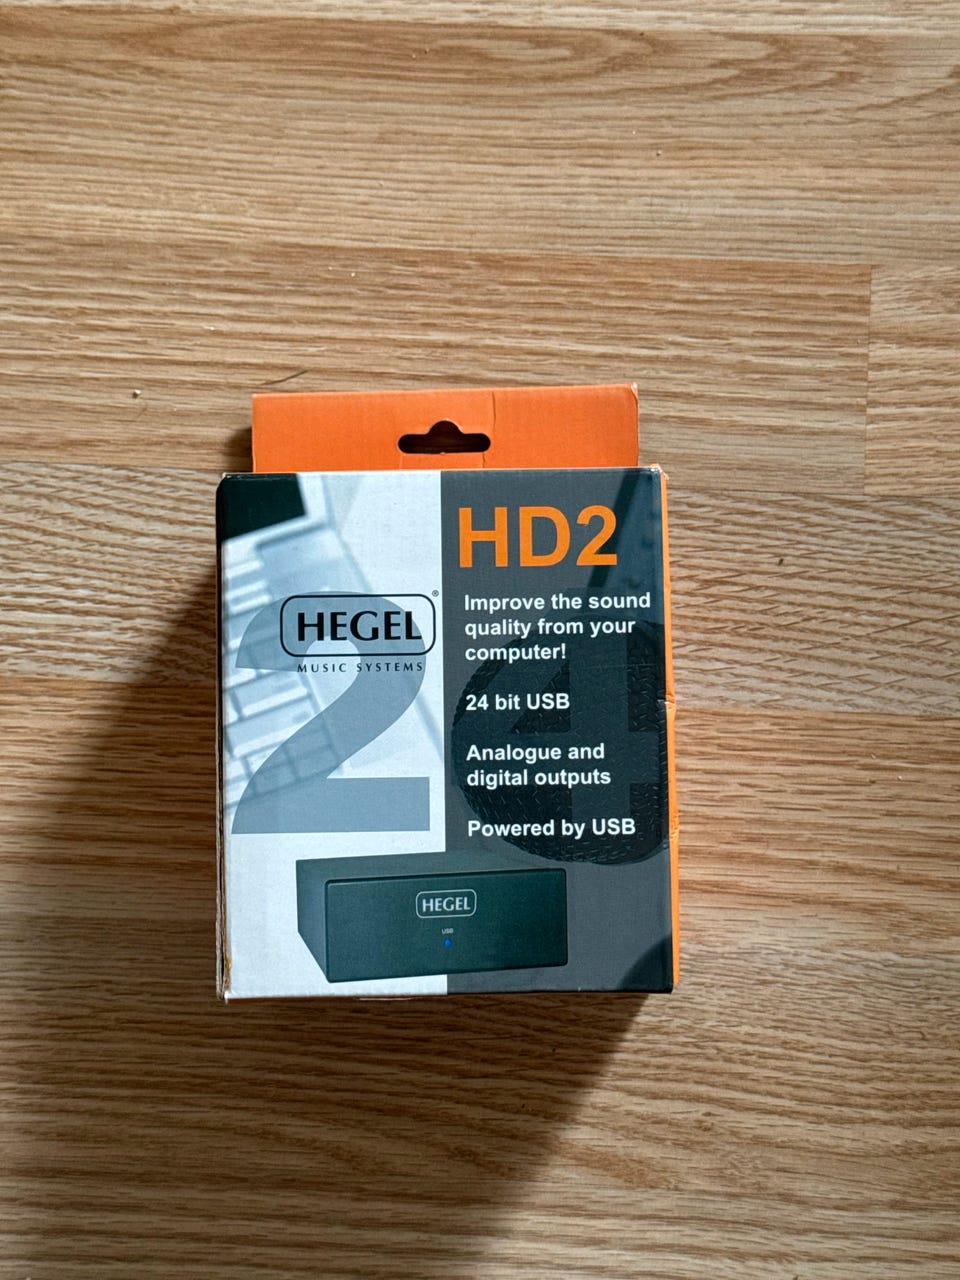 HD2
HEGEL®
MUSIC SYSTEMS
Improve the sound
quality from your
computer!
24 bit USB
Analogue and
digital outputs
Powered by USB
24
HEGEL
USB